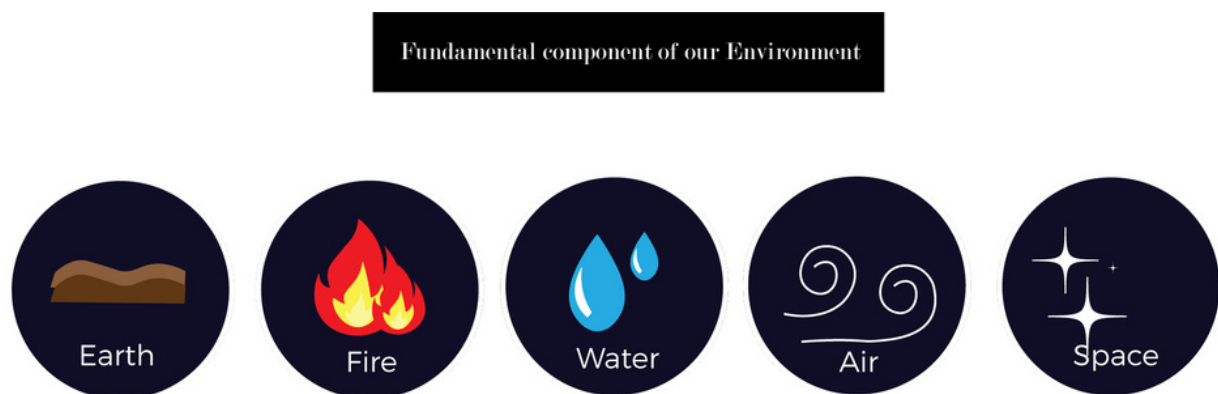 Fundamental component of our Environment
Earth
Fire
Water
Air
Space